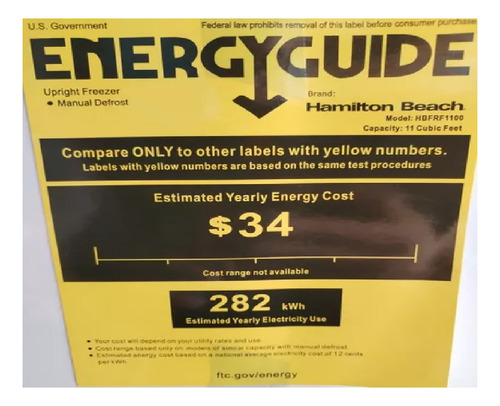 U.S. Government
Federal law prohibits removal of this label before consumer purchase
ENERGYGUIDE
Upright Freezer
• Manual Defrost
Brand:
Hamilton Beach
Model: HBFRF1100
Capacity: 11 Cubic Feet
Compare ONLY to other labels with yellow numbers.
Labels with yellow numbers are based on the same test procedures
Estimated Yearly Energy Cost
$34
Cost range not available
282 kWh
Estimated Yearly Electricity Use
• Your cost will depend on your utility rates and use.
• Cost range based only on models of similar capacity with manual defrost.
• Estimated energy cost based on a national average electricity cost of 12 cents
per kWh.
ftc.gov/energy